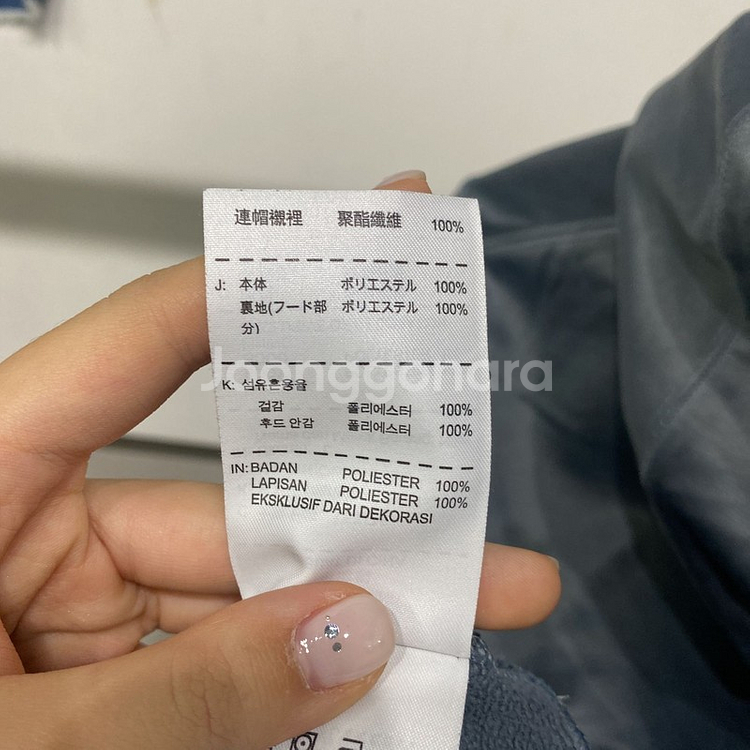 連帽襯裡 聚酯纖維 100%
J: 本体 ポリエステル 100%
裏地(フード部 ポリエステル 100%
分)
Joonggonara
K: 섬유혼용율
겉감 폴리에스터 100%
후드 안감 폴리에스터 100%
IN: BADAN POLIESTER 100%
LAPISAN POLIESTER 100%
EKSKLUSIF DARI DEKORASI